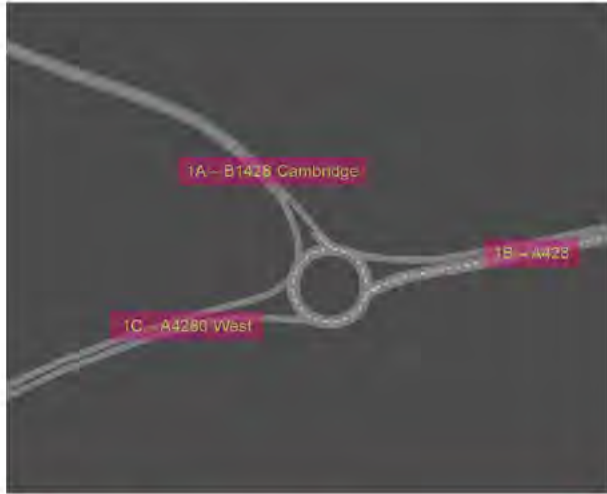 1A – B1428 Cambridge
1B – A428
1C – A4280 West